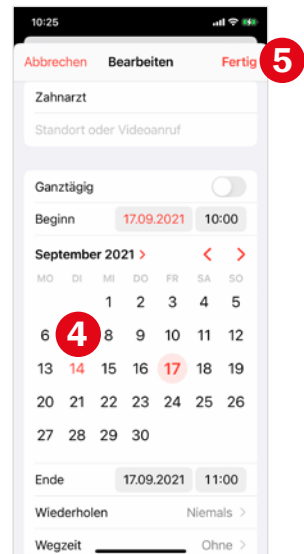 10:25
Abbrechen Bearbeiten Fertig 5
Zahnarzt
Standort oder Videoanruf
Ganztägig
Beginn 17.09.2021 10:00
September 2021 > < >
MO DI MI DO FR SA SO
1 2 3 4 5
6 4 8 9 10 11 12
13 14 15 16 17 18 19
20 21 22 23 24 25 26
27 28 29 30
Ende 17.09.2021 11:00
Wiederholen Niemals >
Wegzeit Ohne >